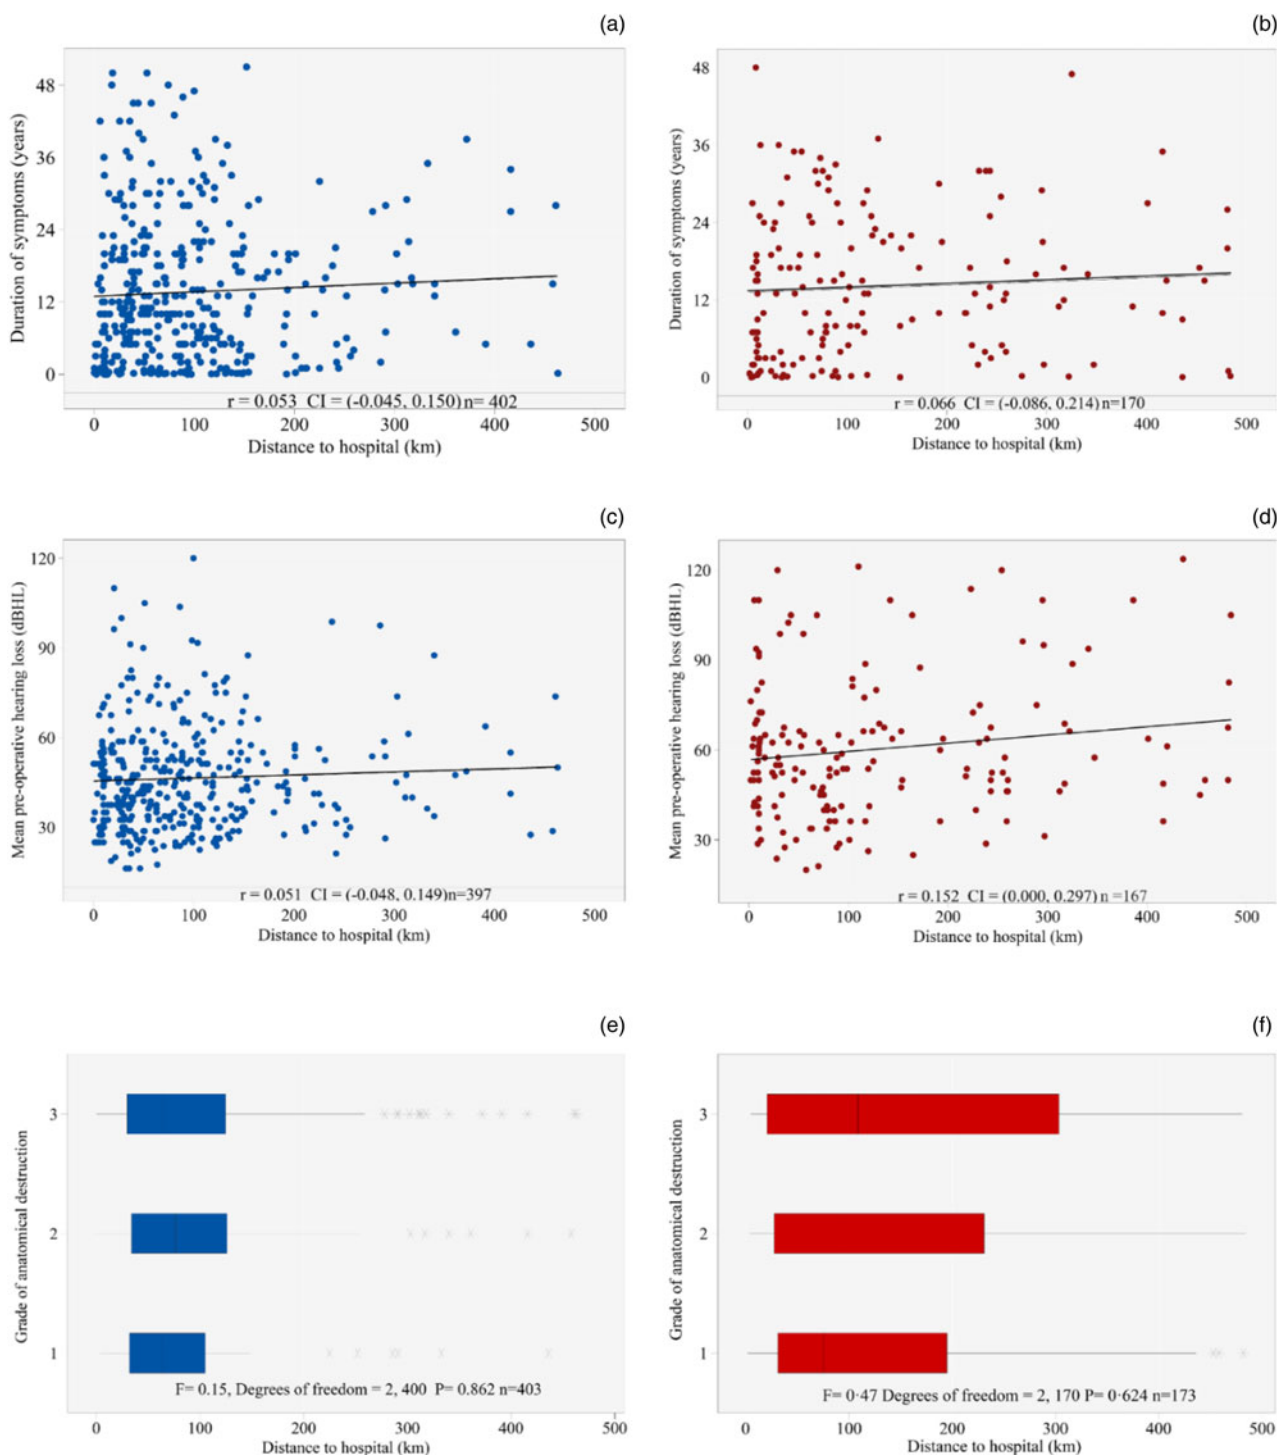 (a)
Duration of symptoms (years)
48
36
24
12
0
r = 0.053 CI = (-0.045, 0.150) n= 402
0 100 200 300 400 500
Distance to hospital (km)
(b)
Duration of symptoms (years)
48
36
24
12
0
r = 0.066 CI = (-0.086, 0.214) n=170
0 100 200 300 400 500
Distance to hospital (km)
(c)
Mean pre-operative hearing loss (dBHL)
120
90
60
30
r = 0.051 CI = (-0.048, 0.149)n=397
0 100 200 300 400 500
Distance to hospital (km)
(d)
Mean pre-operative hearing loss (dBHL)
120
90
60
30
r = 0.152 CI = (0.000, 0.297) n =167
0 100 200 300 400 500
Distance to hospital (km)
(e)
Grade of anatomical destruction
3
2
1
F= 0.15, Degrees of freedom = 2, 400 P= 0.862 n=403
0 100 200 300 400 500
Distance to hospital (km)
(f)
Grade of anatomical destruction
3
2
1
F= 0·47 Degrees of freedom = 2, 170 P= 0·624 n=173
0 100 200 300 400 500
Distance to hospital (km)